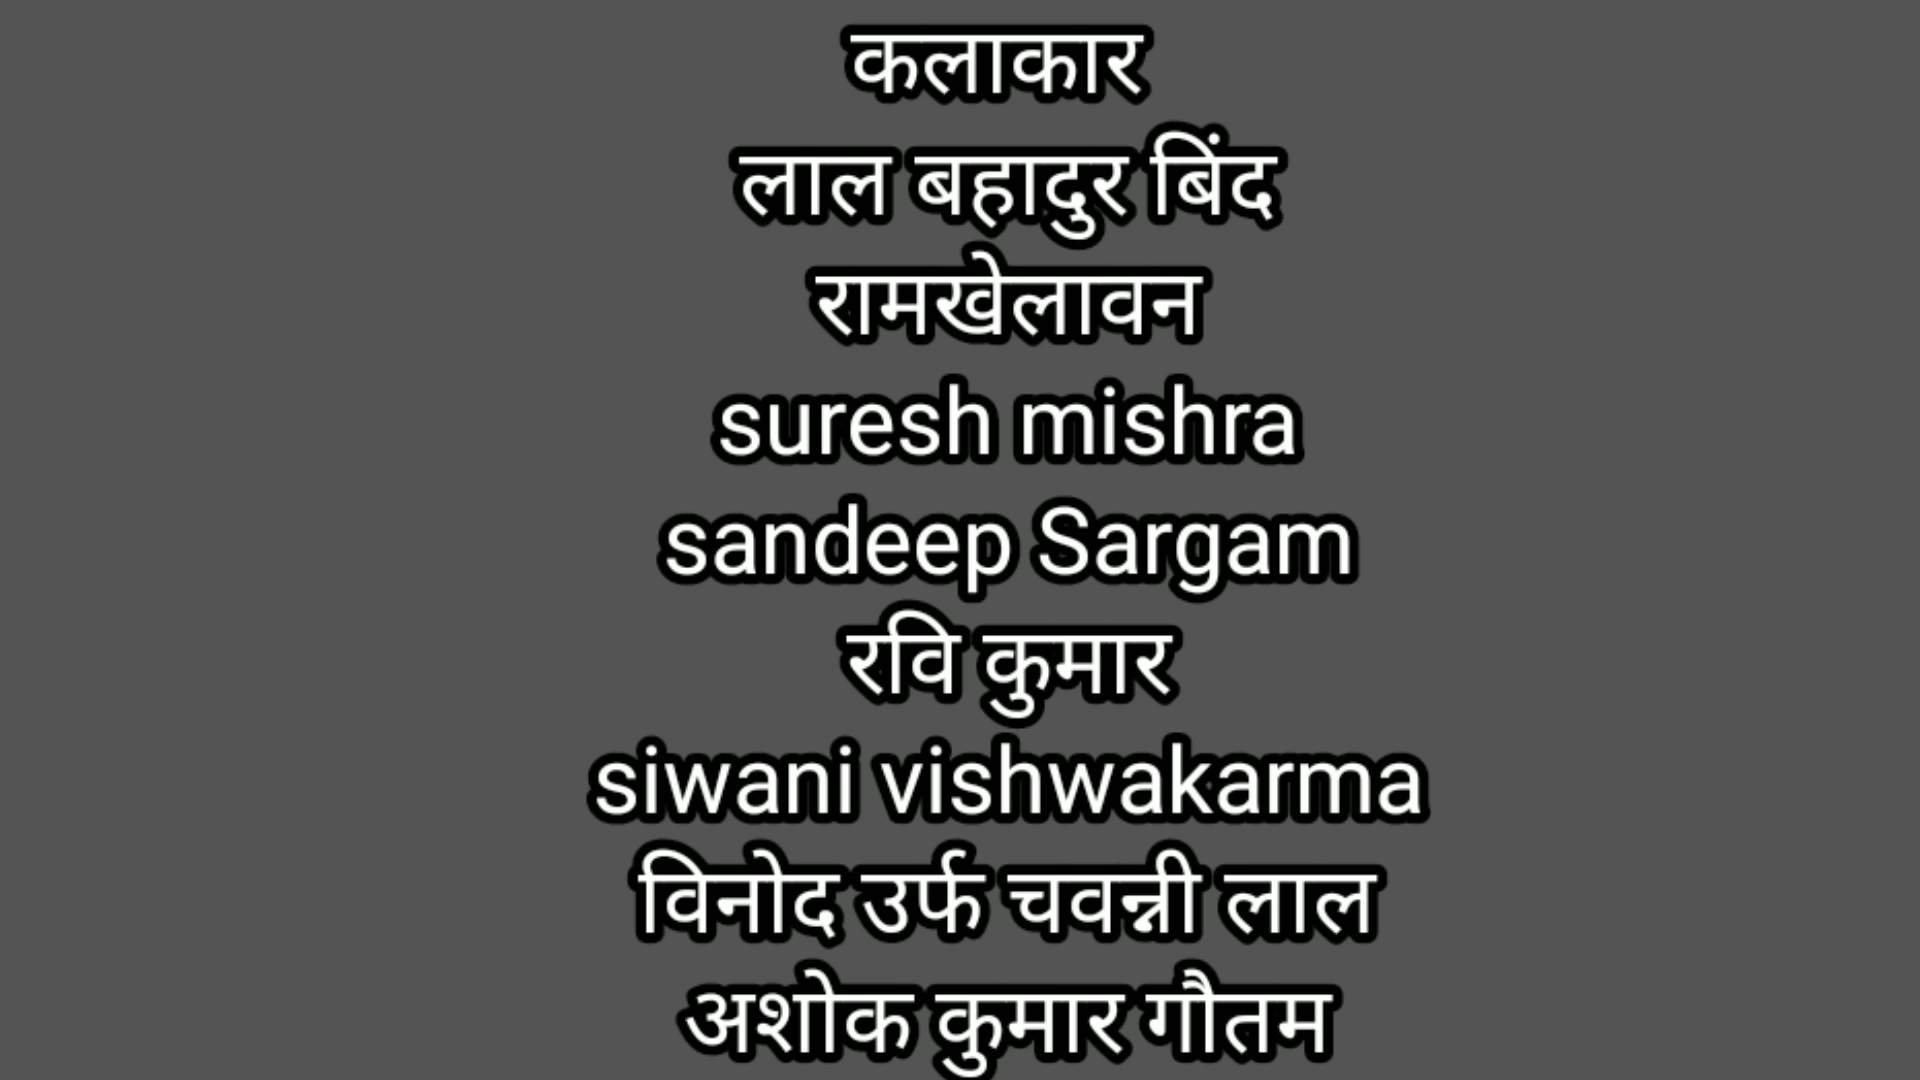 कलाकार
लाल बहादुर बिंद
रामखेलावन
suresh mishra
sandeep Sargam
रवि कुमार
siwani vishwakarma
विनोद उर्फ चवन्नी लाल
अशोक कुमार गौतम